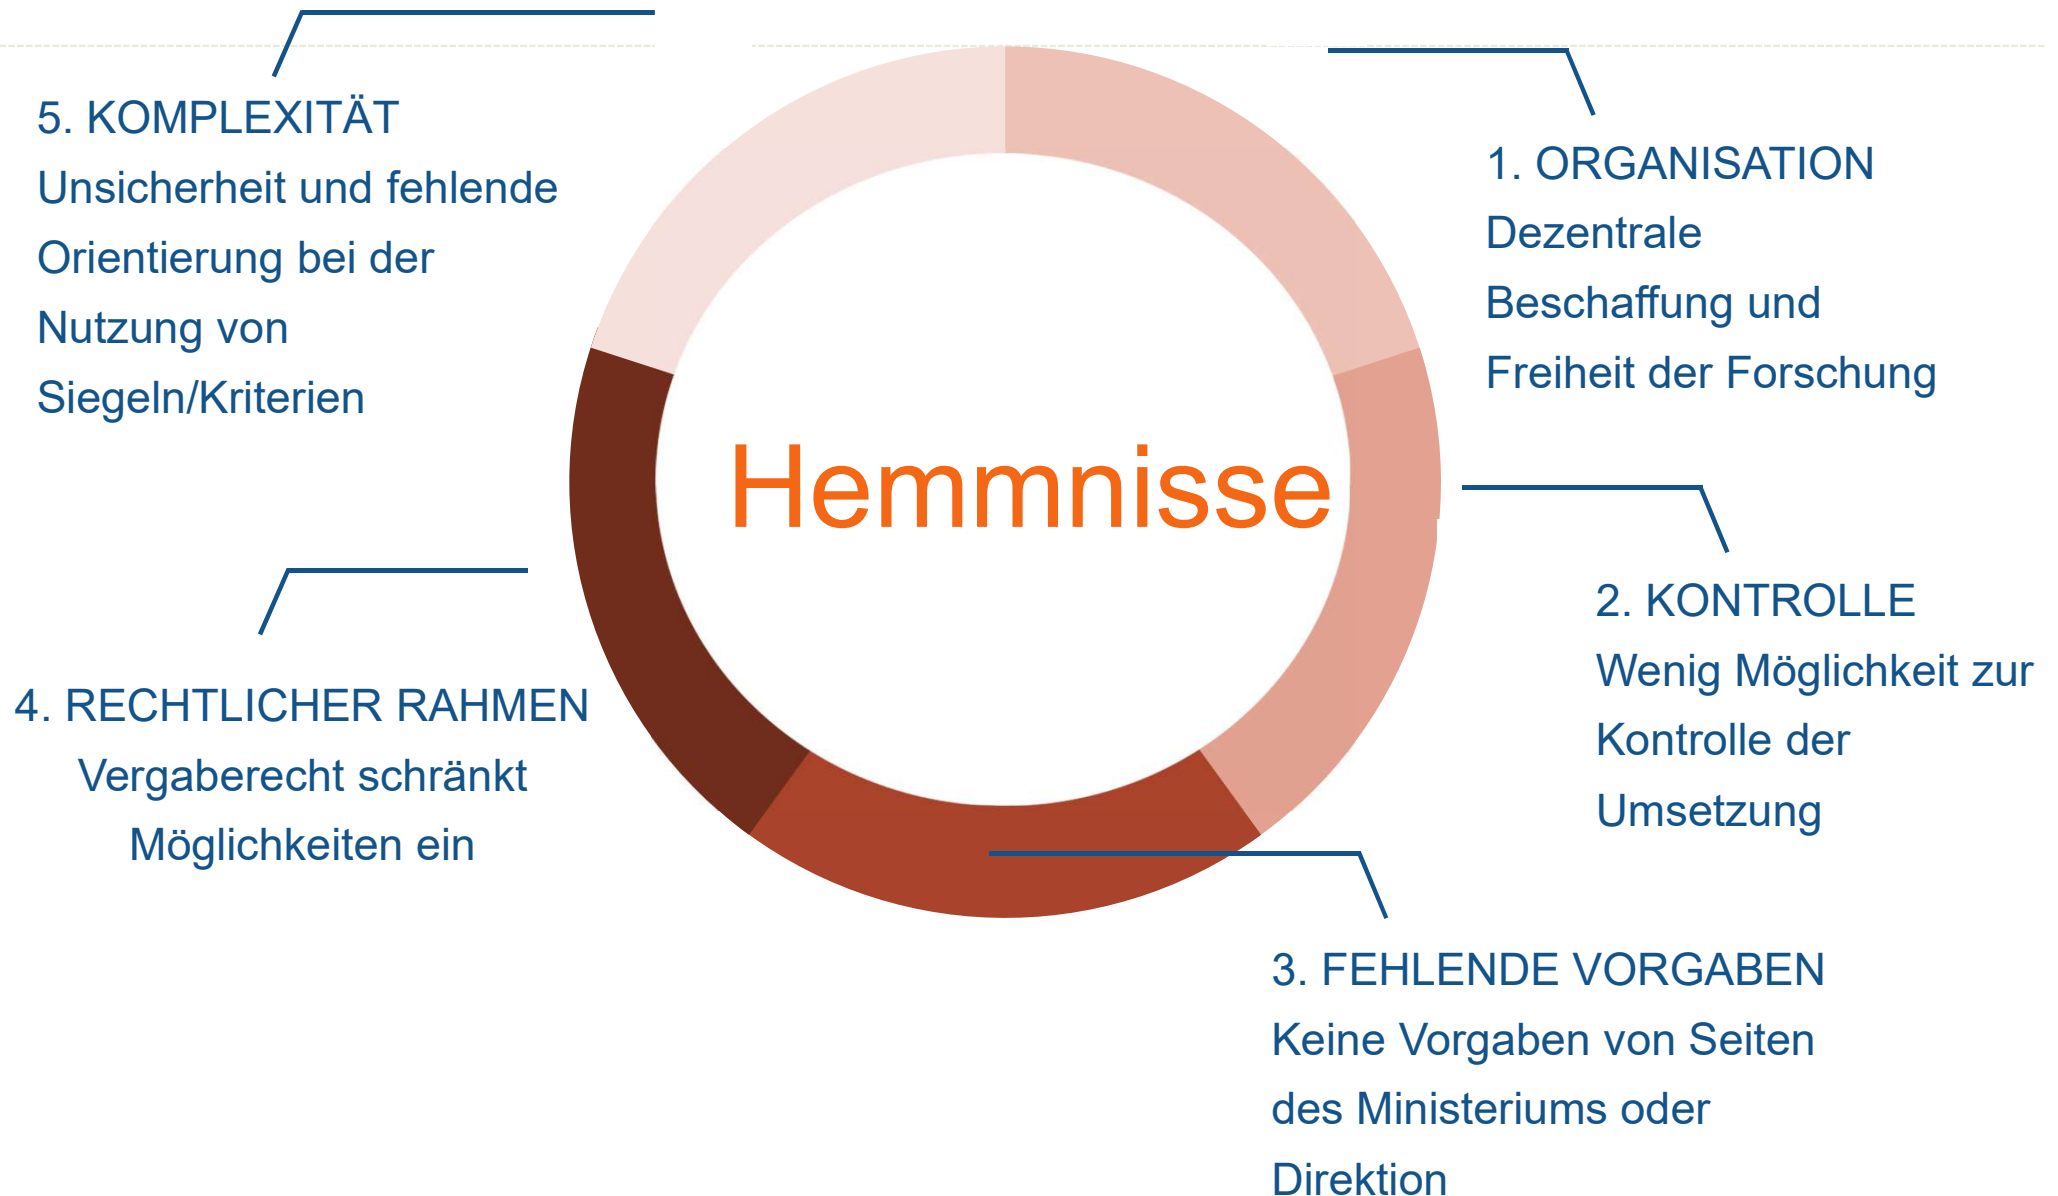 5. KOMPLEXITÄT
Unsicherheit und fehlende
Orientierung bei der
Nutzung von
Siegeln/Kriterien
1. ORGANISATION
Dezentrale
Beschaffung und
Freiheit der Forschung
Hemmnisse
2. KONTROLLE
Wenig Möglichkeit zur
Kontrolle der
Umsetzung
4. RECHTLICHER RAHMEN
Vergaberecht schränkt
Möglichkeiten ein
3. FEHLENDE VORGABEN
Keine Vorgaben von Seiten
des Ministeriums oder
Direktion